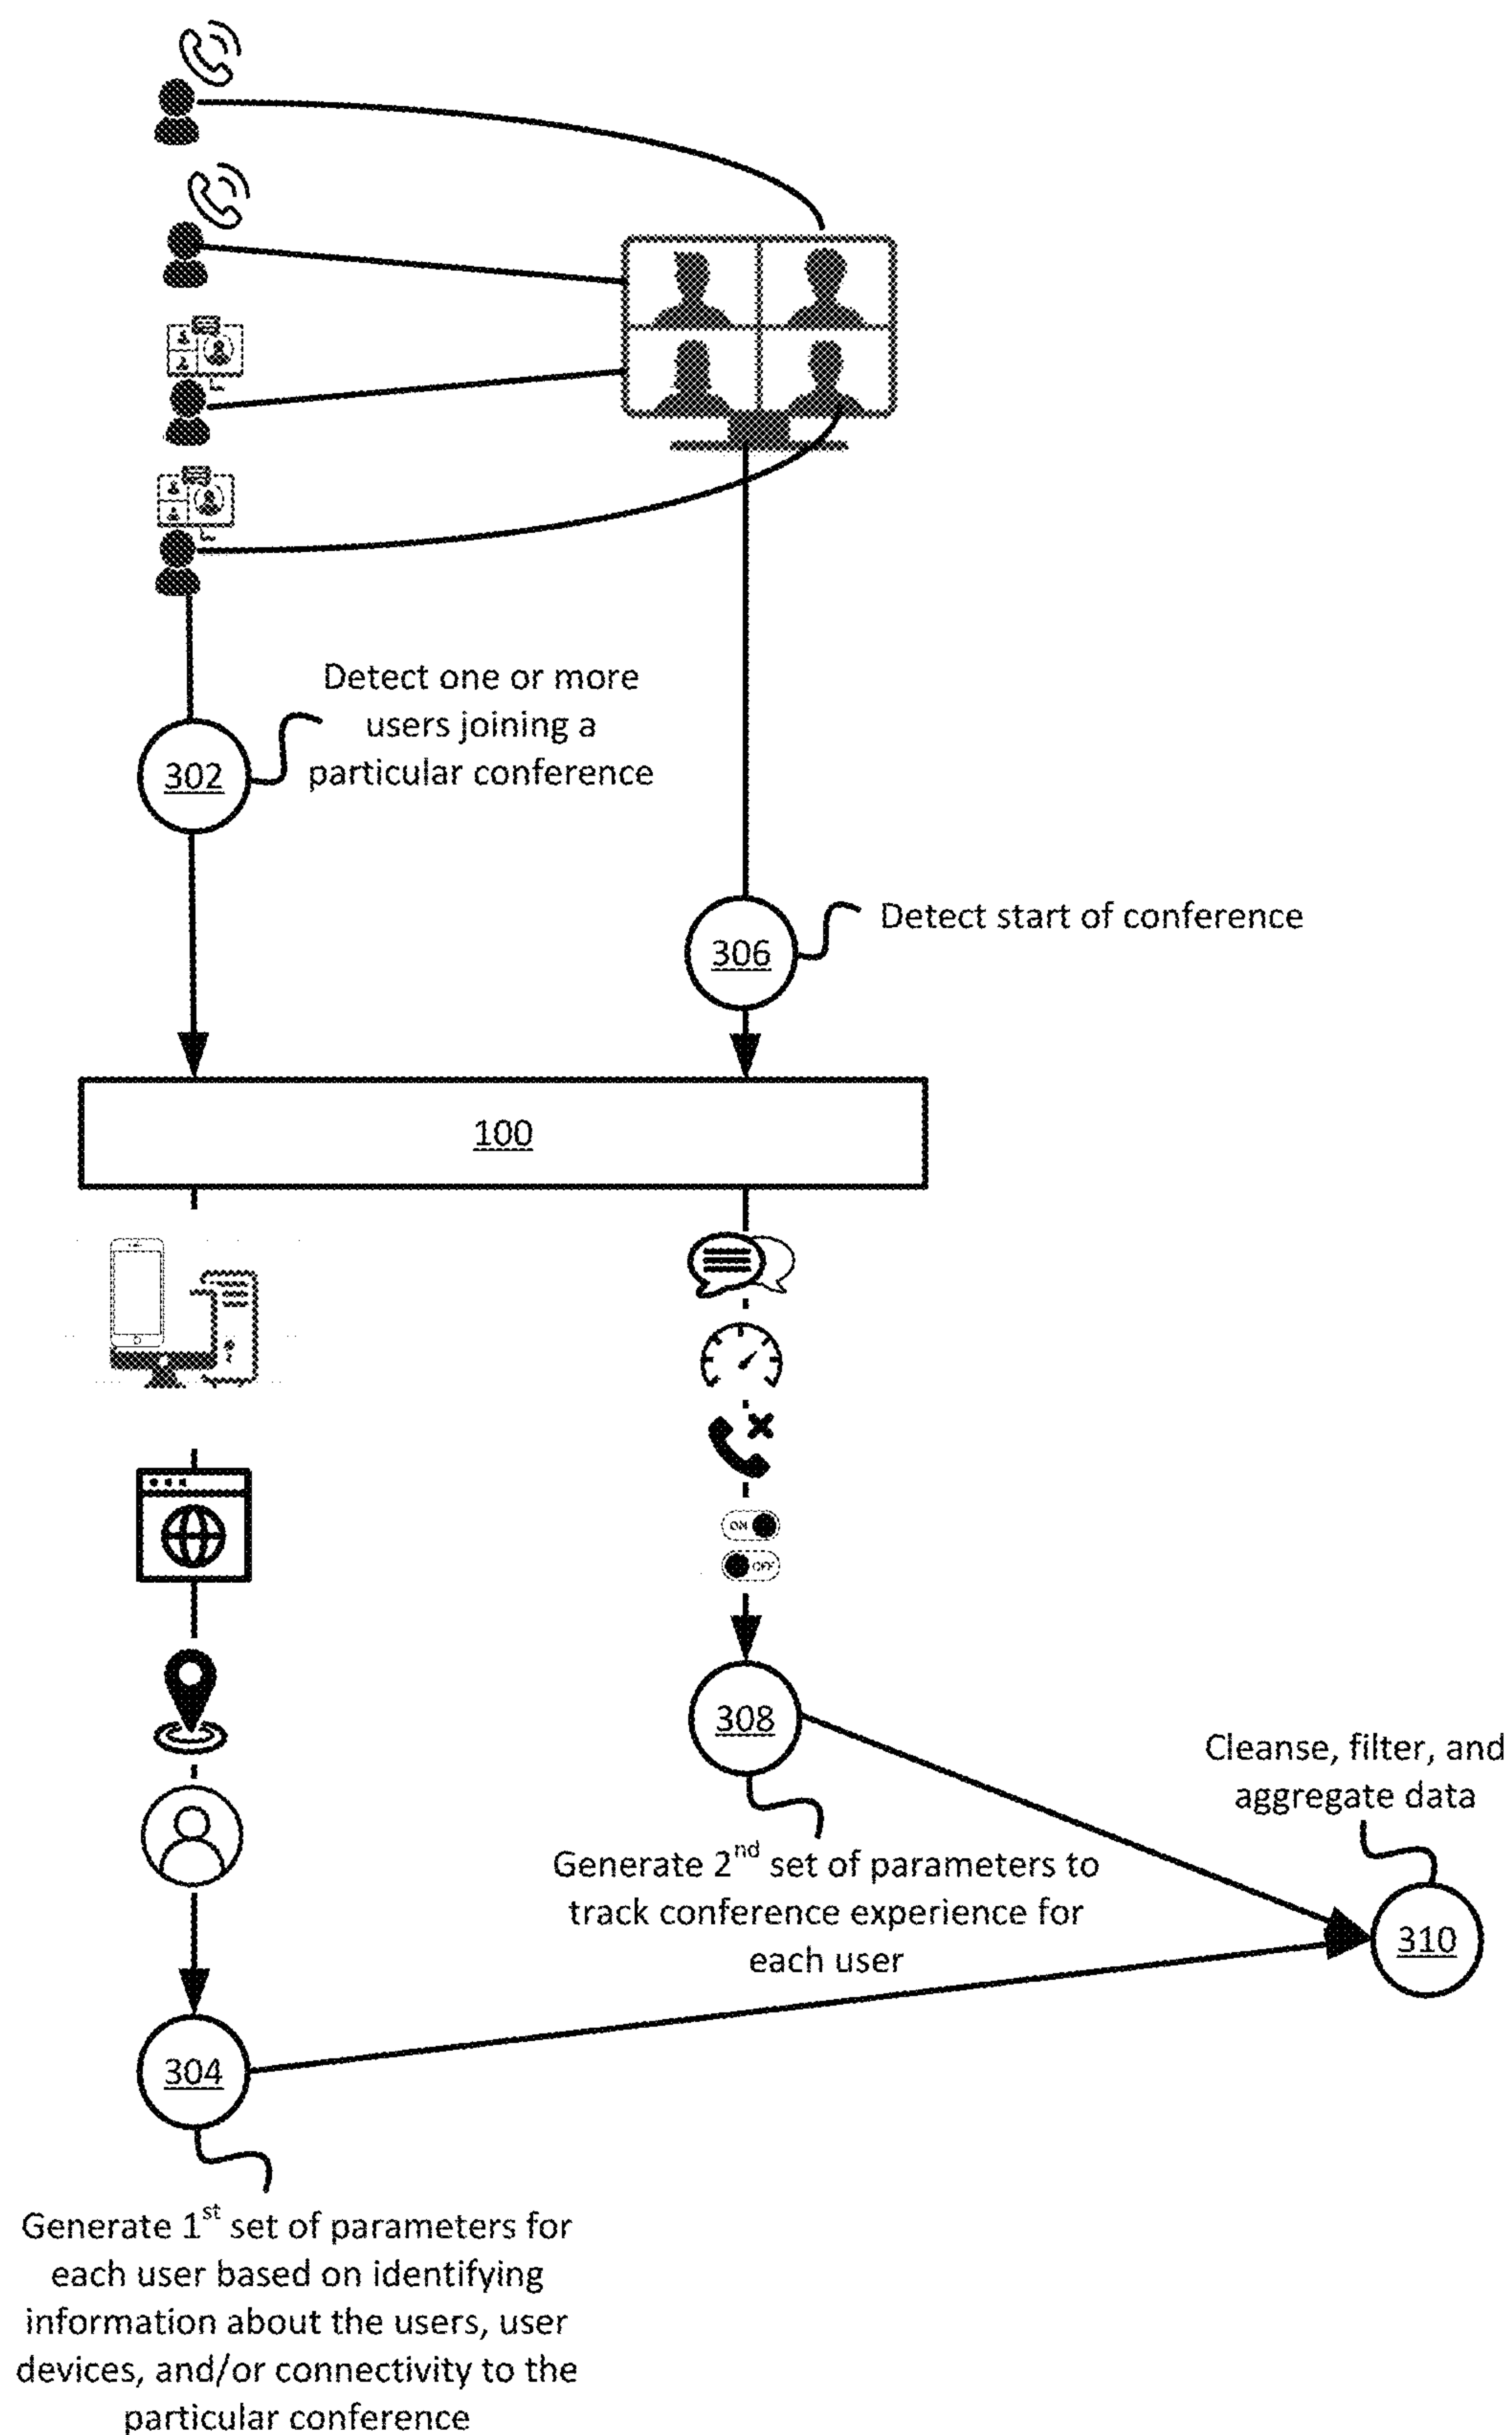 Detect one or more
users joining a
particular conference
302
Detect start of conference
306
100
ON
OFF
308
Cleanse, filter, and
aggregate data
Generate 2nd set of parameters to
track conference experience for
each user
310
304
Generate 1st set of parameters for
each user based on identifying
information about the users, user
devices, and/or connectivity to the
particular conference